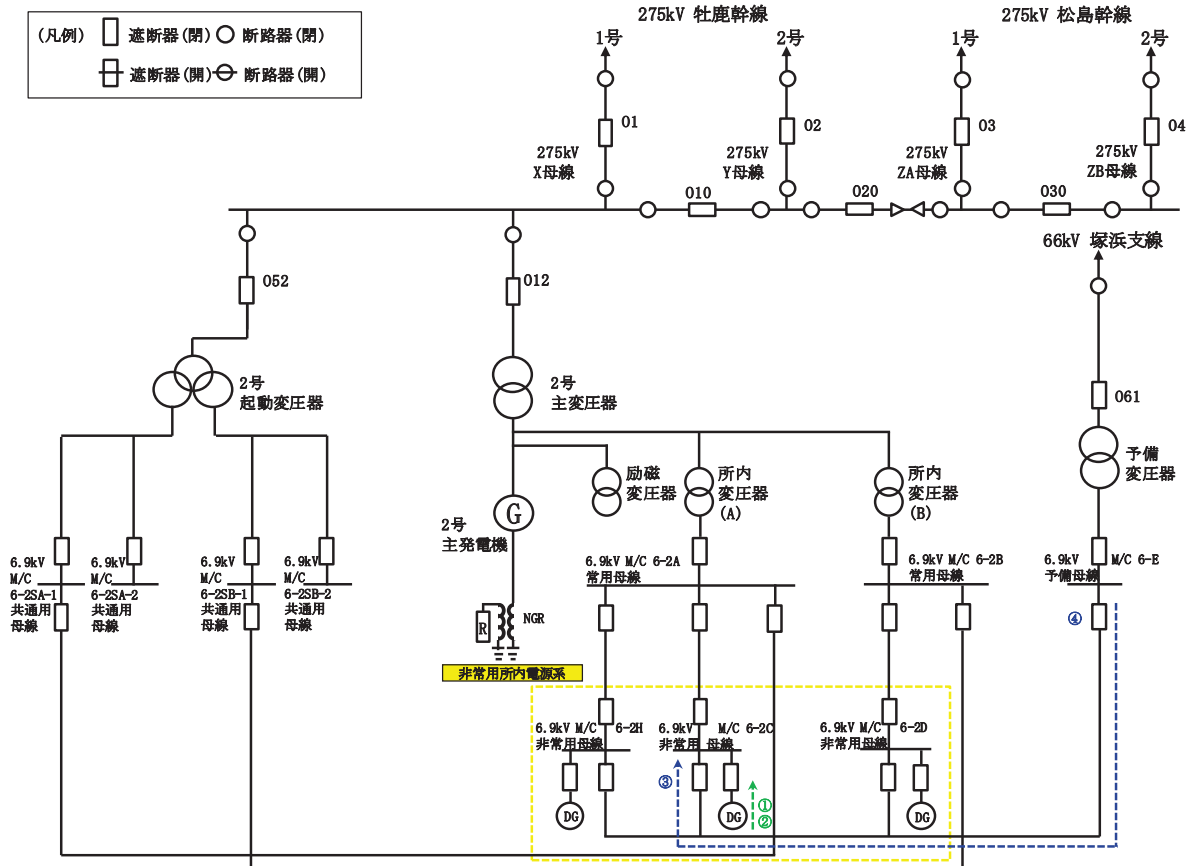 (凡例)
遮断器(閉)
断路器(閉)
遮断器(開)
断路器(開)
275kV 牡鹿幹線
275kV 松島幹線
1号
2号
1号
2号
01
02
03
04
275kV
X母線
275kV
Y母線
275kV
ZA母線
275kV
ZB母線
010
020
030
66kV 塚浜支線
052
012
061
2号
起動変圧器
2号
主変圧器
予備
変圧器
励磁
変圧器
所内
変圧器
(A)
所内
変圧器
(B)
G
2号
主発電機
6.9kV
M/C
6-2SA-1
共通用
母線
6.9kV
M/C
6-2SA-2
共通用
母線
6.9kV
M/C
6-2SB-1
共通用
母線
6.9kV
M/C
6-2SB-2
共通用
母線
6.9kV M/C 6-2A
常用母線
6.9kV M/C 6-2B
常用母線
6.9kV M/C 6-E
予備母線
R
NGR
④
非常用所内電源系
6.9kV M/C 6-2H
非常用母線
6.9kV M/C 6-2C
非常用 母線
6.9kV M/C 6-2D
非常用母線
③
①
②
DG
DG
DG